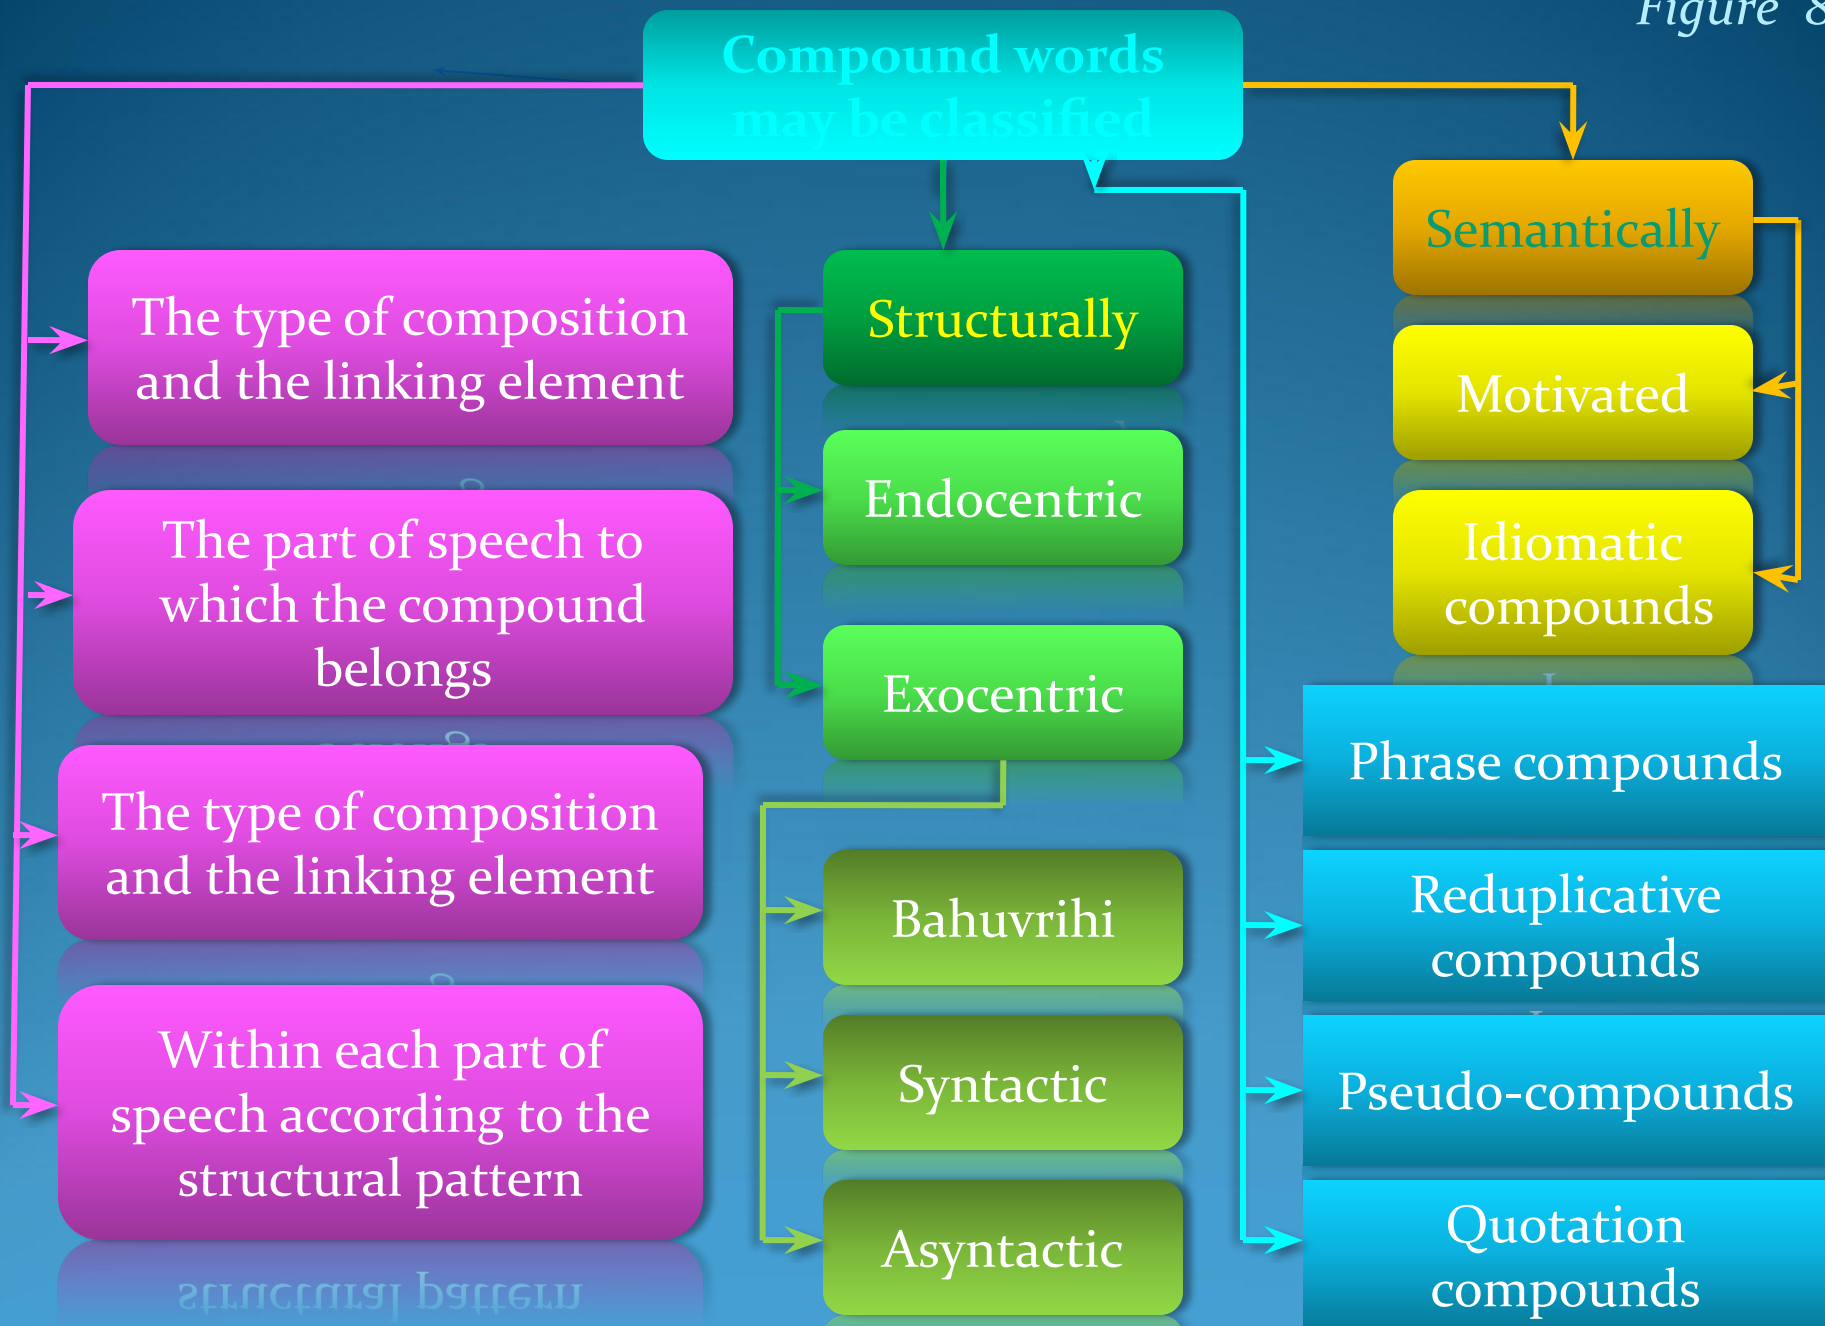 Figure 8
Compound words
may be classified
The type of composition
and the linking element
The part of speech to
which the compound
belongs
The type of composition
and the linking element
Within each part of
speech according to the
structural pattern
Structurally
Endocentric
Exocentric
Bahuvrihi
Syntactic
Asyntactic
Semantically
Motivated
Idiomatic
compounds
Phrase compounds
Reduplicative
compounds
Pseudo-compounds
Quotation
compounds